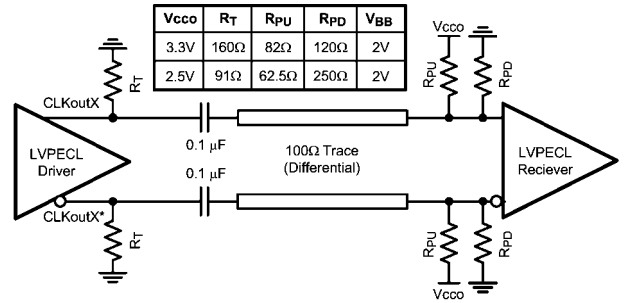 Vcco RT RPU RPD VBB
3.3V 160Ω 82Ω 120Ω 2V
2.5V 91Ω 62.5Ω 250Ω 2V
Vcco
RT
RPU
RPD
CLKoutX
LVPECL
Driver
0.1 µF
100Ω Trace
(Differential)
0.1 µF
LVPECL
Reciever
CLKoutX*
RT
RPU
RPD
Vcco